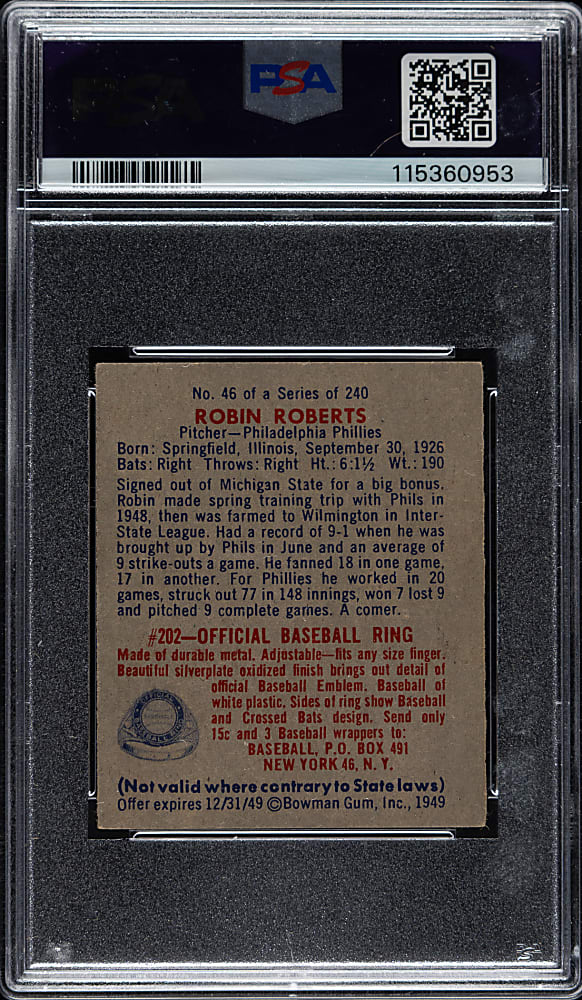 PSA
115360953
No. 46 of a Series of 240
ROBIN ROBERTS
Pitcher—Philadelphia Phillies
Born: Springfield, Illinois, September 30, 1926
Bats: Right Throws: Right Ht.: 6:1½ Wt.: 190
Signed out of Michigan State for a big bonus.
Robin made spring training trip with Phils in
1948, then was farmed to Wilmington in Inter-
State League. Had a record of 9-1 when he was
brought up by Phils in June and an average of
9 strike-outs a game. He fanned 18 in one game,
17 in another. For Phillies he worked in 20
games, struck out 77 in 148 innings, won 7 lost 9
and pitched 9 complete games. A comer.
#202—OFFICIAL BASEBALL RING
Made of durable metal. Adjustable—fits any size finger.
Beautiful silverplate oxidized finish brings out detail of
official Baseball Emblem. Baseball of
white plastic. Sides of ring show Baseball
and Crossed Bats design. Send only
15c and 3 Baseball wrappers to:
BASEBALL, P.O. BOX 491
NEW YORK 46, N. Y.
(Not valid where contrary to State laws)
Offer expires 12/31/49 ©Bowman Gum, Inc., 1949